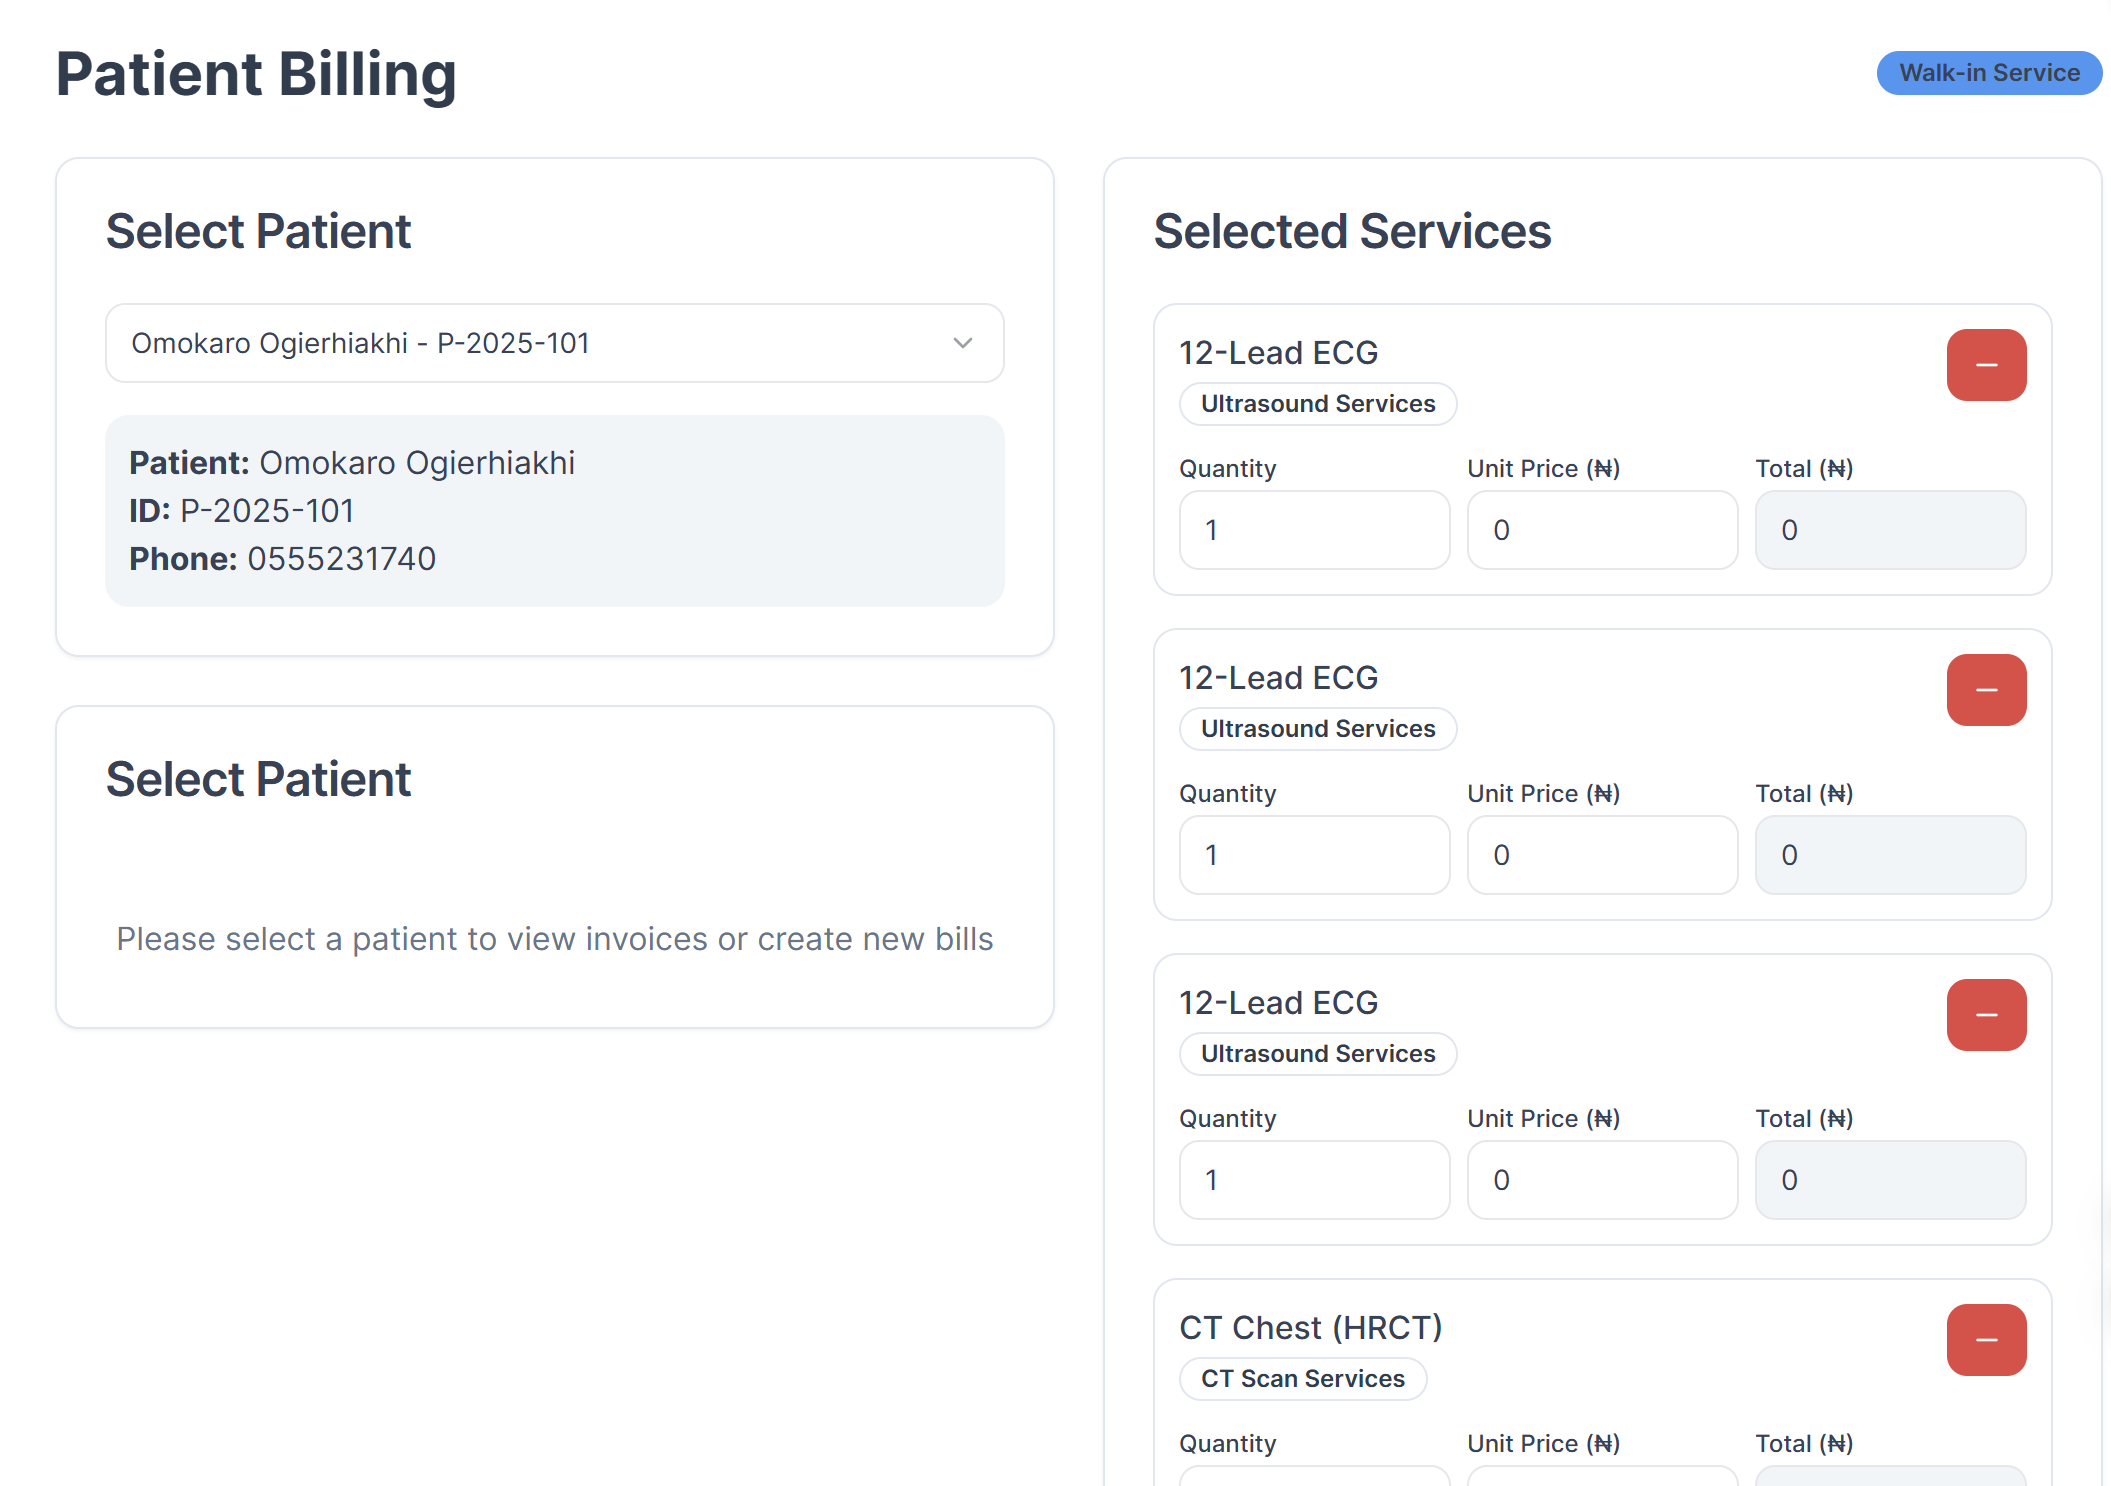 Patient Billing
Walk-in Service
Select Patient
Omokaro Ogierhiakhi - P-2025-101
Patient: Omokaro Ogierhiakhi
ID: P-2025-101
Phone: 0555231740
Select Patient
Please select a patient to view invoices or create new bills
Selected Services
12-Lead ECG
Ultrasound Services
Quantity Unit Price (₦) Total (₦)
1 0 0
12-Lead ECG
Ultrasound Services
Quantity Unit Price (₦) Total (₦)
1 0 0
12-Lead ECG
Ultrasound Services
Quantity Unit Price (₦) Total (₦)
1 0 0
CT Chest (HRCT)
CT Scan Services
Quantity Unit Price (₦) Total (₦)